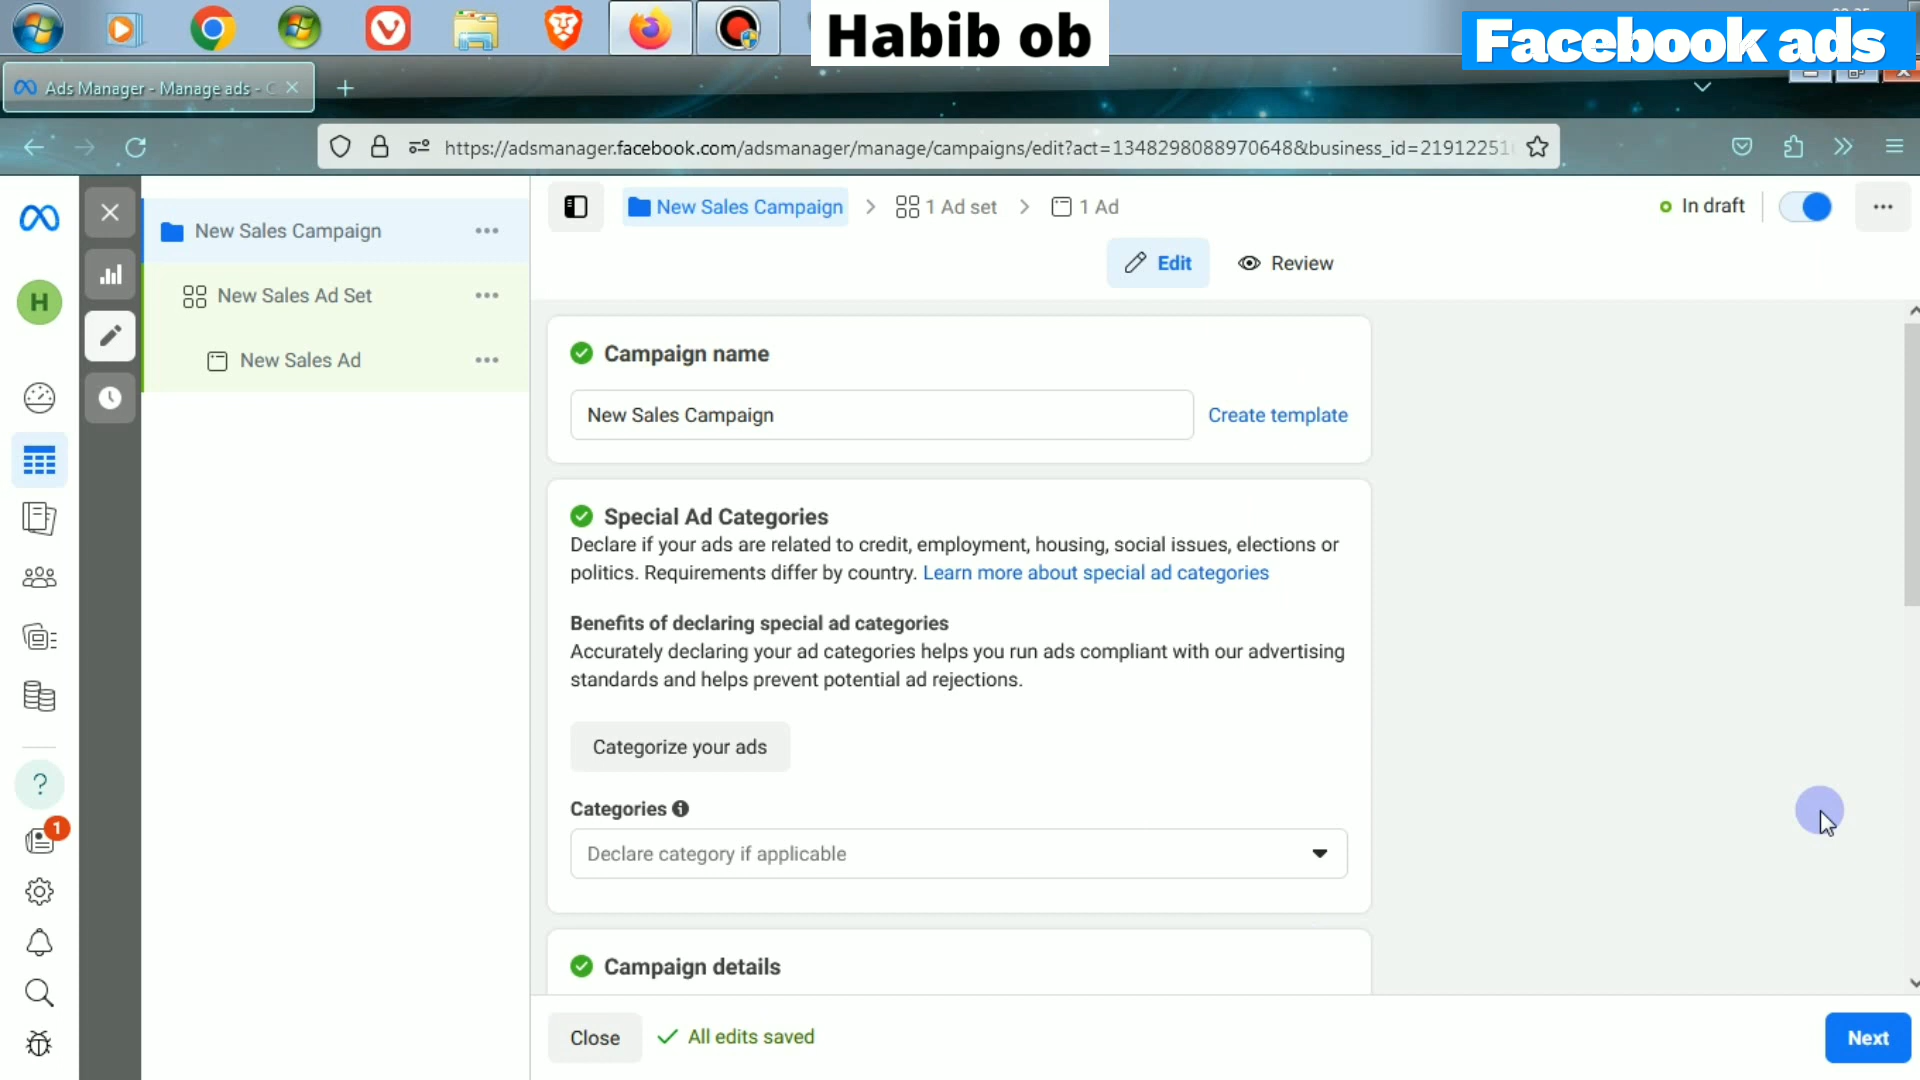 Habib ob
Facebook ads
Ads Manager - Manage ads -
https://adsmanager.facebook.com/adsmanager/manage/campaigns/edit?act=1348298088970648&business_id=21912251
New Sales Campaign
New Sales Ad Set
New Sales Ad
H
?
1
New Sales Campaign
1 Ad set
1 Ad
In draft
Edit
Review
Campaign name
New Sales Campaign
Create template
Special Ad Categories
Declare if your ads are related to credit, employment, housing, social issues, elections or
politics. Requirements differ by country. Learn more about special ad categories
Benefits of declaring special ad categories
Accurately declaring your ad categories helps you run ads compliant with our advertising
standards and helps prevent potential ad rejections.
Categorize your ads
Categories
Declare category if applicable
Campaign details
Close
All edits saved
Next